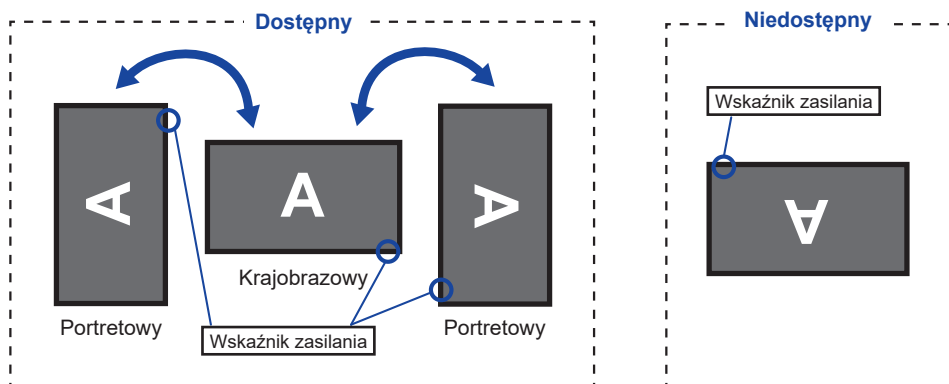 Dostępny
Niedostępny
Wskaźnik zasilania
A
A
A
A
Krajobrazowy
Portretowy
Portretowy
Wskaźnik zasilania